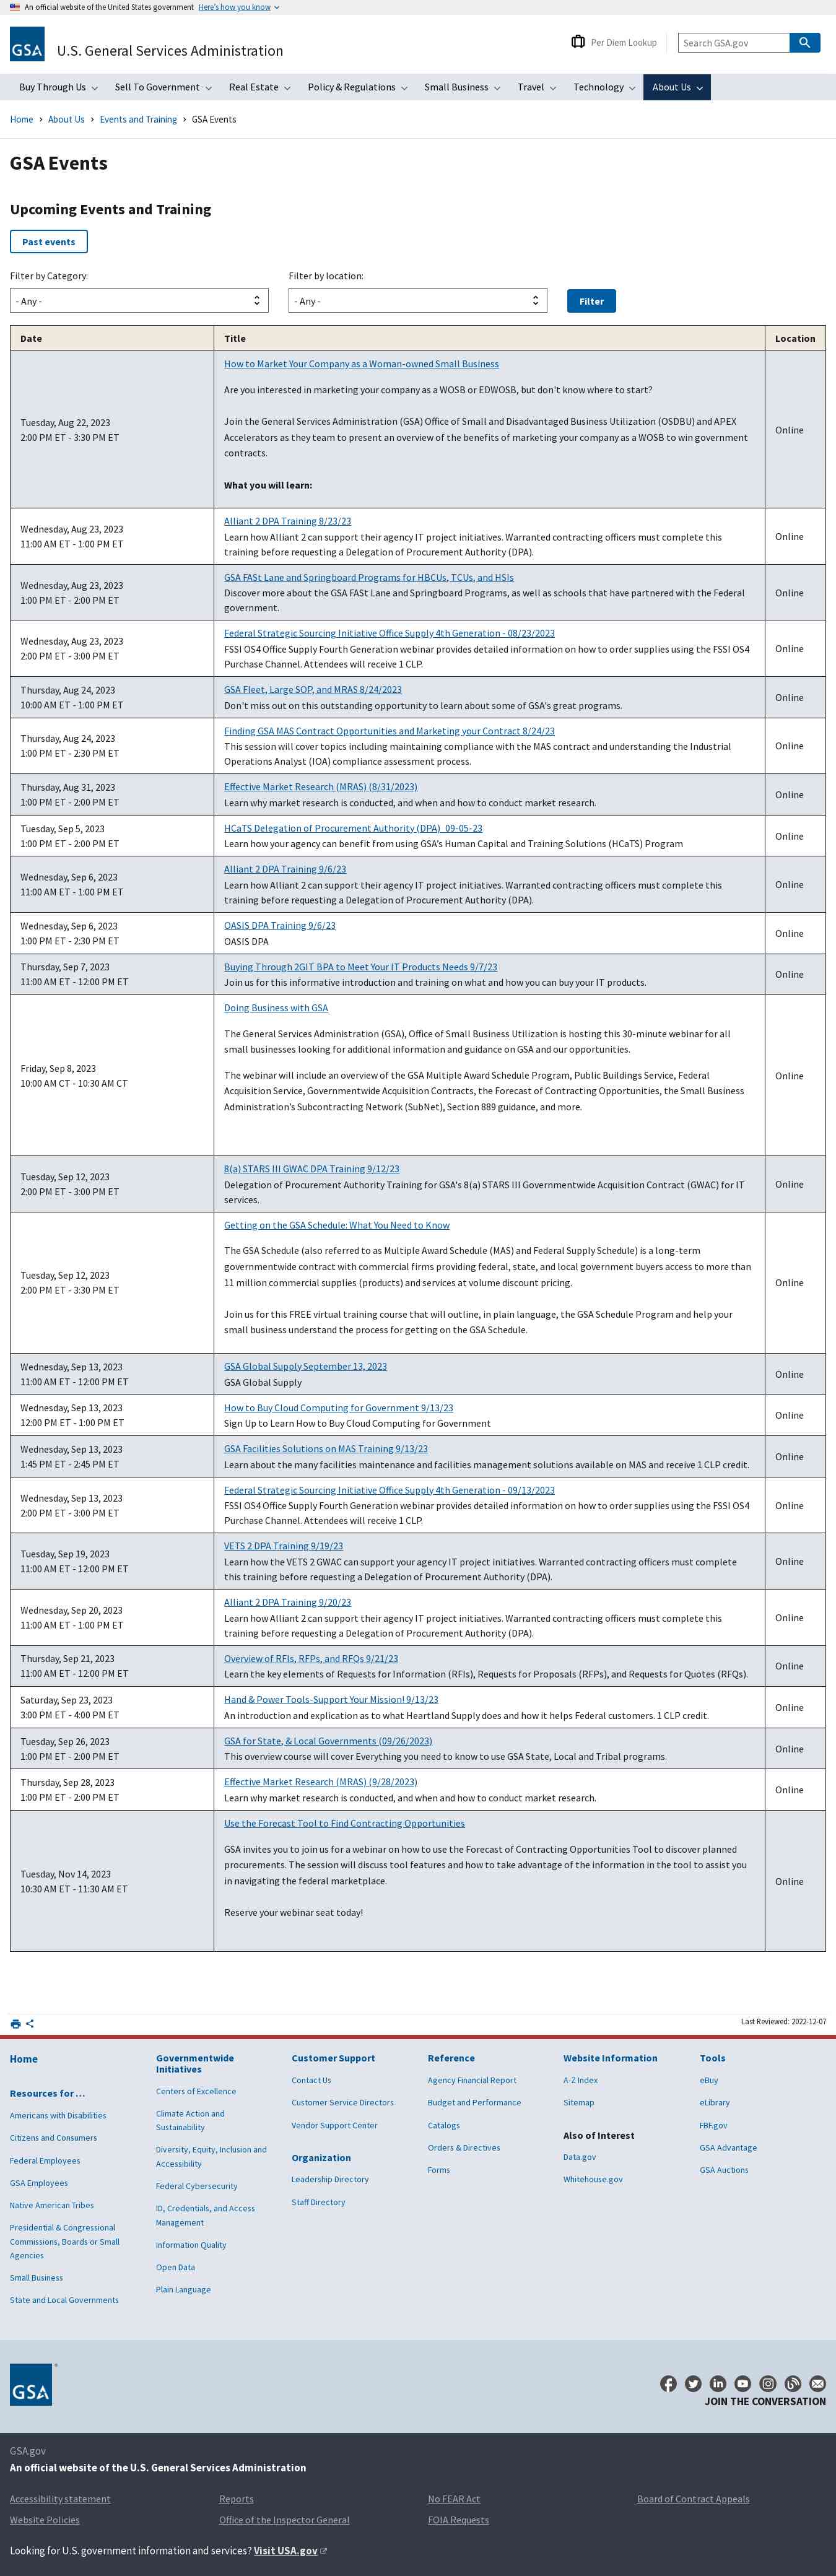 An official website of the United States government Here's how you know
GSA
U.S. General Services Administration
Per Diem Lookup
Search GSA.gov
Buy Through Us
Sell To Government
Real Estate
Policy & Regulations
Small Business
Travel
Technology
About Us
Home > About Us > Events and Training > GSA Events
GSA Events
Upcoming Events and Training
Past events
Filter by Category:
- Any -
Filter by location:
- Any -
Filter
Date Title Location
Tuesday, Aug 22, 2023
2:00 PM ET - 3:30 PM ET
How to Market Your Company as a Woman-owned Small Business
Are you interested in marketing your company as a WOSB or EDWOSB, but don't know where to start?
Join the General Services Administration (GSA) Office of Small and Disadvantaged Business Utilization (OSDBU) and APEX
Accelerators as they team to present an overview of the benefits of marketing your company as a WOSB to win government
contracts.
What you will learn:
Online
Wednesday, Aug 23, 2023
11:00 AM ET - 1:00 PM ET
Alliant 2 DPA Training 8/23/23
Learn how Alliant 2 can support their agency IT project initiatives. Warranted contracting officers must complete this
training before requesting a Delegation of Procurement Authority (DPA).
Online
Wednesday, Aug 23, 2023
1:00 PM ET - 2:00 PM ET
GSA FASt Lane and Springboard Programs for HBCUs, TCUs, and HSIs
Discover more about the GSA FASt Lane and Springboard Programs, as well as schools that have partnered with the Federal
government.
Online
Wednesday, Aug 23, 2023
2:00 PM ET - 3:00 PM ET
Federal Strategic Sourcing Initiative Office Supply 4th Generation - 08/23/2023
FSSI OS4 Office Supply Fourth Generation webinar provides detailed information on how to order supplies using the FSSI OS4
Purchase Channel. Attendees will receive 1 CLP.
Online
Thursday, Aug 24, 2023
10:00 AM ET - 1:00 PM ET
GSA Fleet, Large SOP, and MRAS 8/24/2023
Don't miss out on this outstanding opportunity to learn about some of GSA's great programs.
Online
Thursday, Aug 24, 2023
1:00 PM ET - 2:30 PM ET
Finding GSA MAS Contract Opportunities and Marketing your Contract 8/24/23
This session will cover topics including maintaining compliance with the MAS contract and understanding the Industrial
Operations Analyst (IOA) compliance assessment process.
Online
Thursday, Aug 31, 2023
1:00 PM ET - 2:00 PM ET
Effective Market Research (MRAS) (8/31/2023)
Learn why market research is conducted, and when and how to conduct market research.
Online
Tuesday, Sep 5, 2023
1:00 PM ET - 2:00 PM ET
HCaTS Delegation of Procurement Authority (DPA)_09-05-23
Learn how your agency can benefit from using GSA's Human Capital and Training Solutions (HCaTS) Program
Online
Wednesday, Sep 6, 2023
11:00 AM ET - 1:00 PM ET
Alliant 2 DPA Training 9/6/23
Learn how Alliant 2 can support their agency IT project initiatives. Warranted contracting officers must complete this
training before requesting a Delegation of Procurement Authority (DPA).
Online
Wednesday, Sep 6, 2023
1:00 PM ET - 2:30 PM ET
OASIS DPA Training 9/6/23
OASIS DPA
Online
Thursday, Sep 7, 2023
11:00 AM ET - 12:00 PM ET
Buying Through 2GIT BPA to Meet Your IT Products Needs 9/7/23
Join us for this informative introduction and training on what and how you can buy your IT products.
Online
Friday, Sep 8, 2023
10:00 AM CT - 10:30 AM CT
Doing Business with GSA
The General Services Administration (GSA), Office of Small Business Utilization is hosting this 30-minute webinar for all
small businesses looking for additional information and guidance on GSA and our opportunities.
The webinar will include an overview of the GSA Multiple Award Schedule Program, Public Buildings Service, Federal
Acquisition Service, Governmentwide Acquisition Contracts, the Forecast of Contracting Opportunities, the Small Business
Administration's Subcontracting Network (SubNet), Section 889 guidance, and more.
Online
Tuesday, Sep 12, 2023
2:00 PM ET - 3:00 PM ET
8(a) STARS III GWAC DPA Training 9/12/23
Delegation of Procurement Authority Training for GSA's 8(a) STARS III Governmentwide Acquisition Contract (GWAC) for IT
services.
Online
Tuesday, Sep 12, 2023
2:00 PM ET - 3:30 PM ET
Getting on the GSA Schedule: What You Need to Know
The GSA Schedule (also referred to as Multiple Award Schedule (MAS) and Federal Supply Schedule) is a long-term
governmentwide contract with commercial firms providing federal, state, and local government buyers access to more than
11 million commercial supplies (products) and services at volume discount pricing.
Join us for this FREE virtual training course that will outline, in plain language, the GSA Schedule Program and help your
small business understand the process for getting on the GSA Schedule.
Online
Wednesday, Sep 13, 2023
11:00 AM ET - 12:00 PM ET
GSA Global Supply September 13, 2023
GSA Global Supply
Online
Wednesday, Sep 13, 2023
12:00 PM ET - 1:00 PM ET
How to Buy Cloud Computing for Government 9/13/23
Sign Up to Learn How to Buy Cloud Computing for Government
Online
Wednesday, Sep 13, 2023
1:45 PM ET - 2:45 PM ET
GSA Facilities Solutions on MAS Training 9/13/23
Learn about the many facilities maintenance and facilities management solutions available on MAS and receive 1 CLP credit.
Online
Wednesday, Sep 13, 2023
2:00 PM ET - 3:00 PM ET
Federal Strategic Sourcing Initiative Office Supply 4th Generation - 09/13/2023
FSSI OS4 Office Supply Fourth Generation webinar provides detailed information on how to order supplies using the FSSI OS4
Purchase Channel. Attendees will receive 1 CLP.
Online
Tuesday, Sep 19, 2023
11:00 AM ET - 12:00 PM ET
VETS 2 DPA Training 9/19/23
Learn how the VETS 2 GWAC can support your agency IT project initiatives. Warranted contracting officers must complete
this training before requesting a Delegation of Procurement Authority (DPA).
Online
Wednesday, Sep 20, 2023
11:00 AM ET - 1:00 PM ET
Alliant 2 DPA Training 9/20/23
Learn how Alliant 2 can support their agency IT project initiatives. Warranted contracting officers must complete this
training before requesting a Delegation of Procurement Authority (DPA).
Online
Thursday, Sep 21, 2023
11:00 AM ET - 12:00 PM ET
Overview of RFIs, RFPs, and RFQs 9/21/23
Learn the key elements of Requests for Information (RFIs), Requests for Proposals (RFPs), and Requests for Quotes (RFQs).
Online
Saturday, Sep 23, 2023
3:00 PM ET - 4:00 PM ET
Hand & Power Tools-Support Your Mission! 9/13/23
An introduction and explication as to what Heartland Supply does and how it helps Federal customers. 1 CLP credit.
Online
Tuesday, Sep 26, 2023
1:00 PM ET - 2:00 PM ET
GSA for State, & Local Governments (09/26/2023)
This overview course will cover Everything you need to know to use GSA State, Local and Tribal programs.
Online
Thursday, Sep 28, 2023
1:00 PM ET - 2:00 PM ET
Effective Market Research (MRAS) (9/28/2023)
Learn why market research is conducted, and when and how to conduct market research.
Online
Tuesday, Nov 14, 2023
10:30 AM ET - 11:30 AM ET
Use the Forecast Tool to Find Contracting Opportunities
GSA invites you to join us for a webinar on how to use the Forecast of Contracting Opportunities Tool to discover planned
procurements. The session will discuss tool features and how to take advantage of the information in the tool to assist you
in navigating the federal marketplace.
Reserve your webinar seat today!
Online
Last Reviewed: 2022-12-07
Home
Resources for …
Americans with Disabilities
Citizens and Consumers
Federal Employees
GSA Employees
Native American Tribes
Presidential & Congressional
Commissions, Boards or Small
Agencies
Small Business
State and Local Governments
Governmentwide
Initiatives
Centers of Excellence
Climate Action and
Sustainability
Diversity, Equity, Inclusion and
Accessibility
Federal Cybersecurity
ID, Credentials, and Access
Management
Information Quality
Open Data
Plain Language
Customer Support
Contact Us
Customer Service Directors
Vendor Support Center
Organization
Leadership Directory
Staff Directory
Reference
Agency Financial Report
Budget and Performance
Catalogs
Orders & Directives
Forms
Website Information
A-Z Index
Sitemap
Also of Interest
Data.gov
Whitehouse.gov
Tools
eBuy
eLibrary
FBF.gov
GSA Advantage
GSA Auctions
GSA
JOIN THE CONVERSATION
GSA.gov
An official website of the U.S. General Services Administration
Accessibility statement
Reports
No FEAR Act
Board of Contract Appeals
Website Policies
Office of the Inspector General
FOIA Requests
Looking for U.S. government information and services? Visit USA.gov